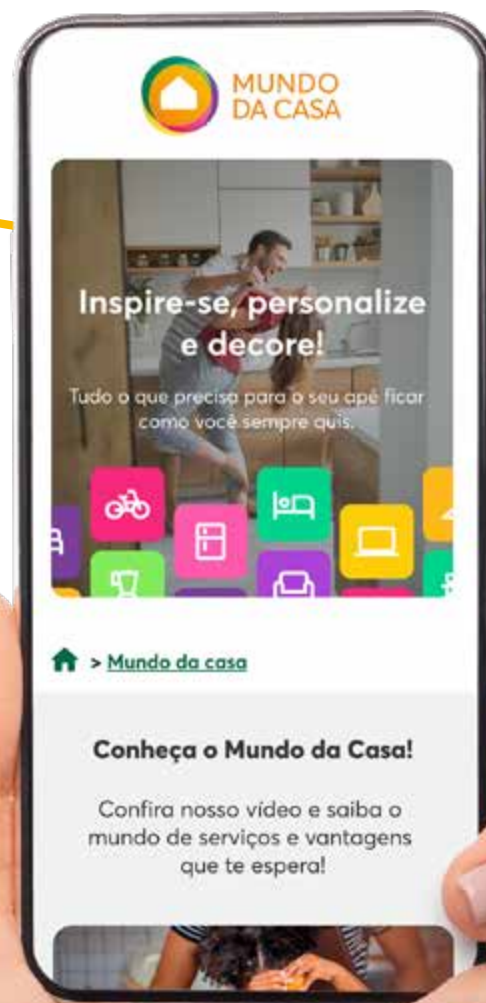 MUNDO
DA CASA
Inspire-se, personalize
e decore!
Tudo o que precisa para o seu apê ficar
como você sempre quis.
> Mundo da casa
Conheça o Mundo da Casa!
Confira nosso vídeo e saiba o
mundo de serviços e vantagens
que te espera!